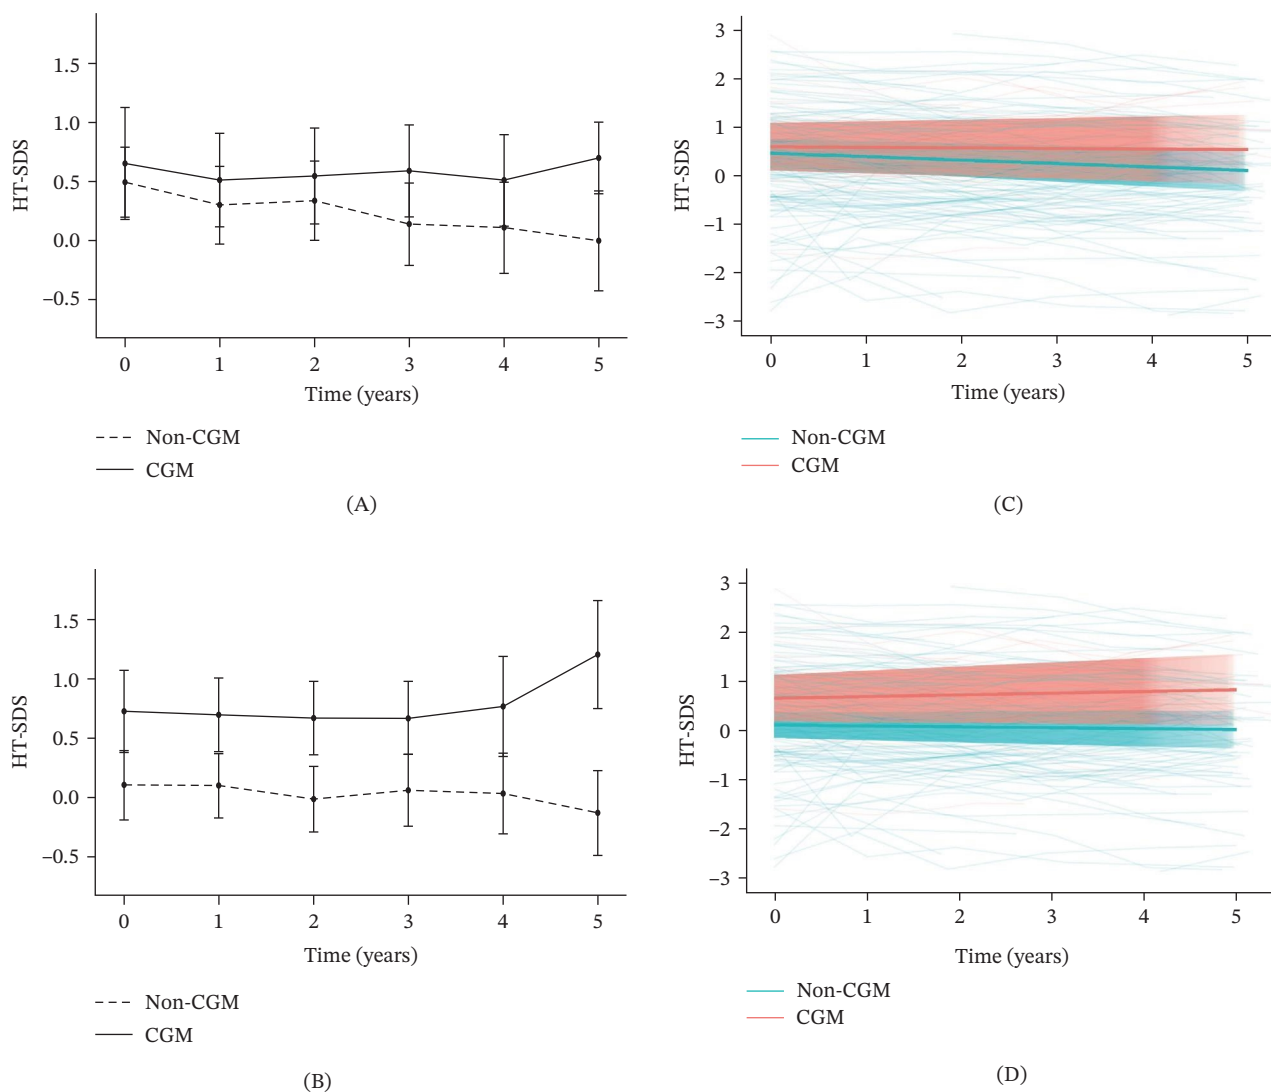 1.5
1.0
0.5
0.0
–0.5
HT-SDS
0 1 2 3 4 5
Time (years)
Non-CGM
CGM
(A)
3
2
1
0
–1
–2
–3
HT-SDS
0 1 2 3 4 5
Time (years)
Non-CGM
CGM
(C)
1.5
1.0
0.5
0.0
–0.5
HT-SDS
0 1 2 3 4 5
Time (years)
Non-CGM
CGM
(B)
3
2
1
0
–1
–2
–3
HT-SDS
0 1 2 3 4 5
Time (years)
Non-CGM
CGM
(D)